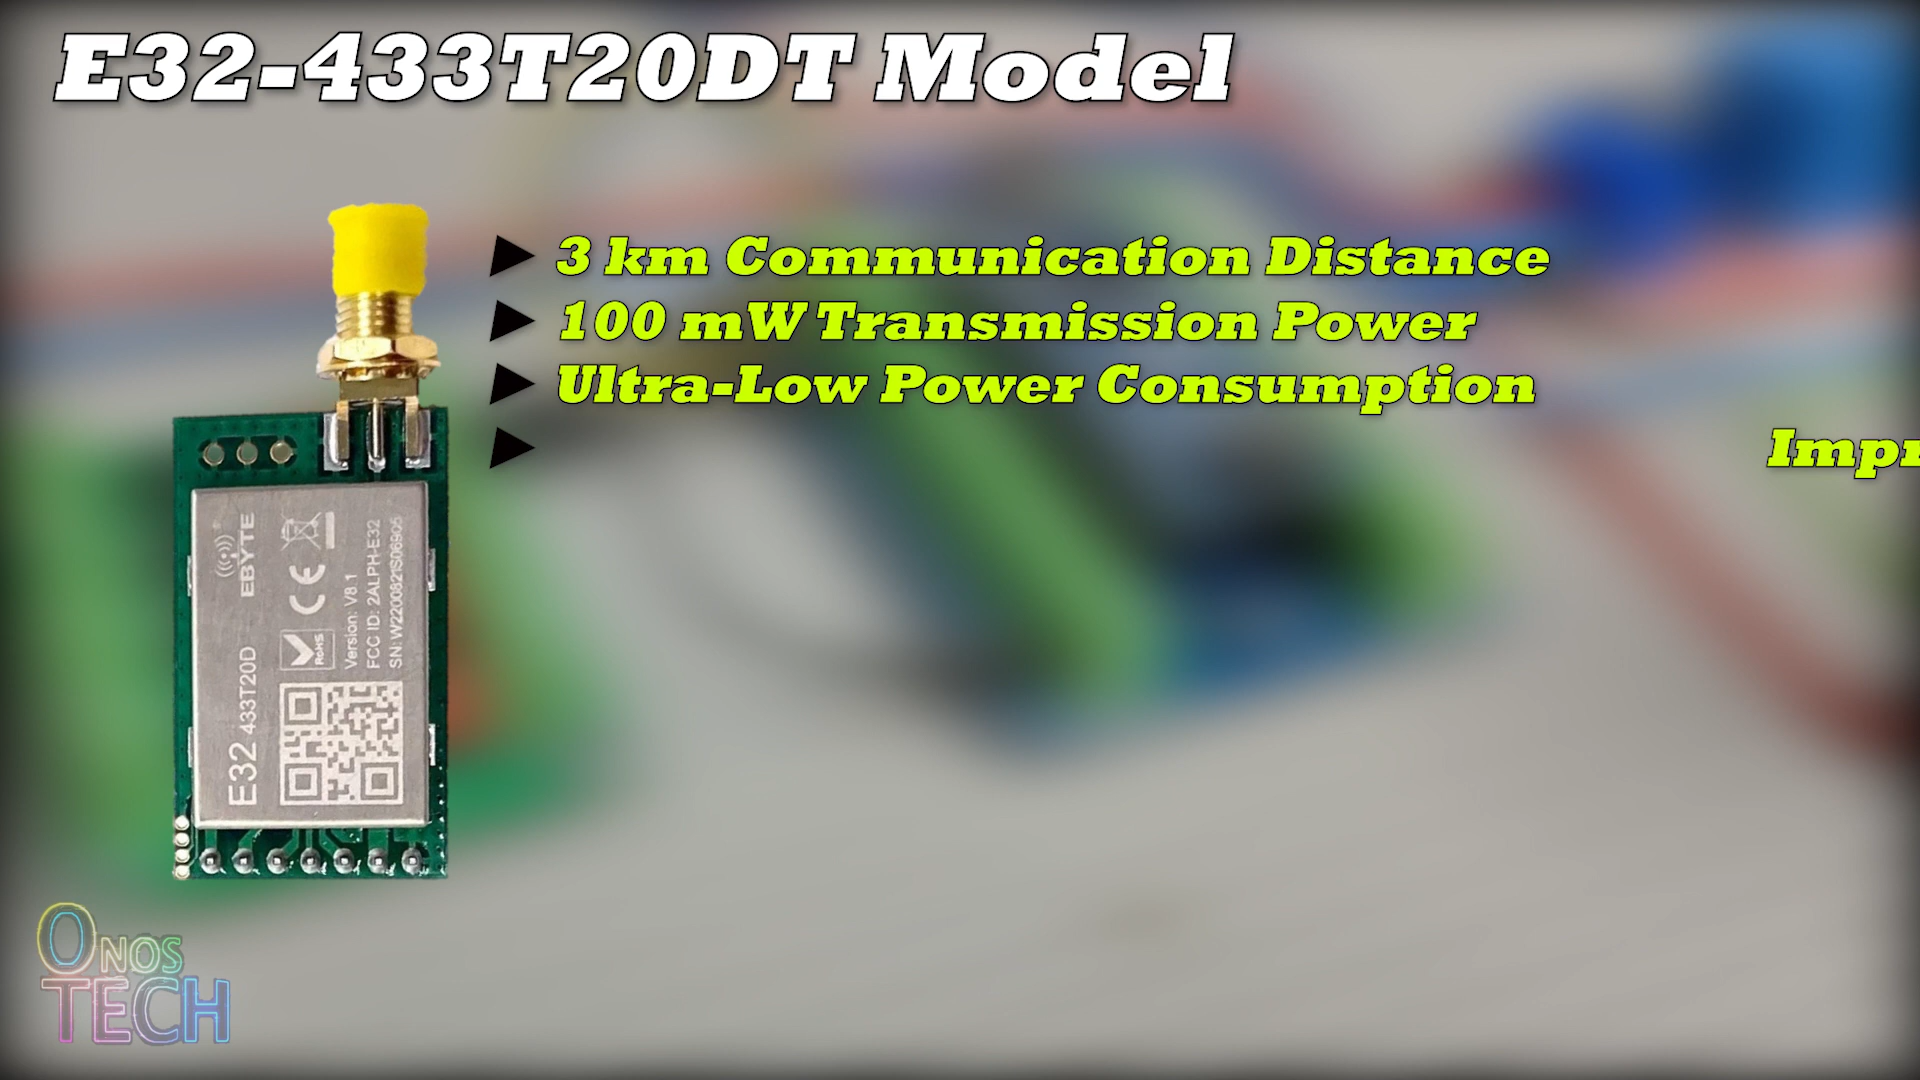 E32-433T20DT Model
3 km Communication Distance
100 mW Transmission Power
Ultra-Low Power Consumption
Impr
EBYTE
CE
RoHS
Version: V8.1
FCC ID: 2ALPH-E32
E32 433T20D
ONOS
TECH